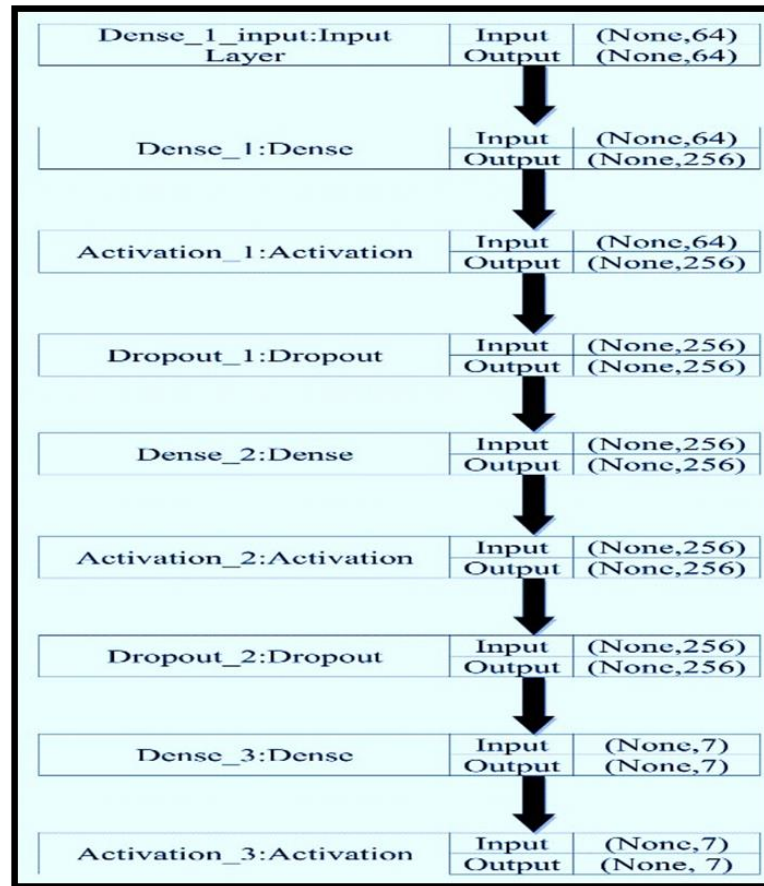 Dense_1_input:Input Layer Input (None,64)
Output (None,64)
Dense_1:Dense Input (None,64)
Output (None,256)
Activation_1:Activation Input (None,64)
Output (None,256)
Dropout_1:Dropout Input (None,256)
Output (None,256)
Dense_2:Dense Input (None,256)
Output (None,256)
Activation_2:Activation Input (None,256)
Output (None,256)
Dropout_2:Dropout Input (None,256)
Output (None,256)
Dense_3:Dense Input (None,7)
Output (None,7)
Activation_3:Activation Input (None,7)
Output (None, 7)